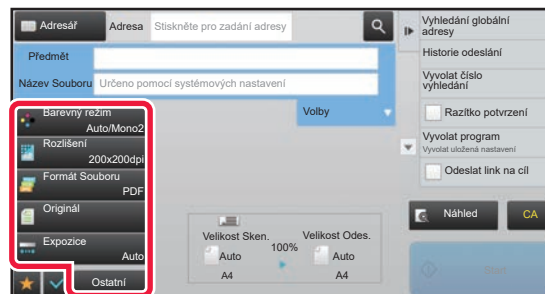 Adresář
Adresa
Stiskněte pro zadání adresy
Předmět
Název Souboru
Určeno pomocí systémových nastavení
Volby
Barevný režim
Auto/Mono2
Rozlišení
200x200dpi
Formát Souboru
PDF
Originál
Expozice
Auto
Ostatní
Velikost Sken.
Auto
A4
100%
Velikost Odes.
Auto
A4
Vyhledání globální
adresy
Historie odeslání
Vyvolat číslo
vyhledání
Razítko potvrzení
Vyvolat program
Vyvolat uložená nastavení
Odeslat link na cíl
Náhled
CA
Start